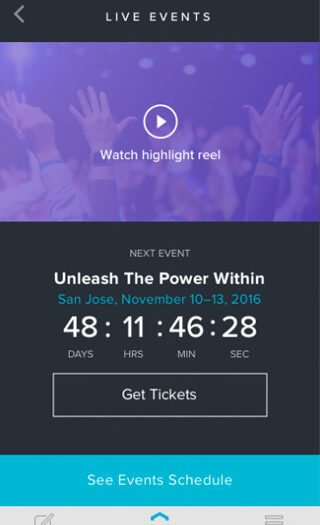 LIVE EVENTS
Watch highlight reel
NEXT EVENT
Unleash The Power Within
San Jose, November 10–13, 2016
48 : 11 : 46 : 28
DAYS HRS MIN SEC
Get Tickets
See Events Schedule